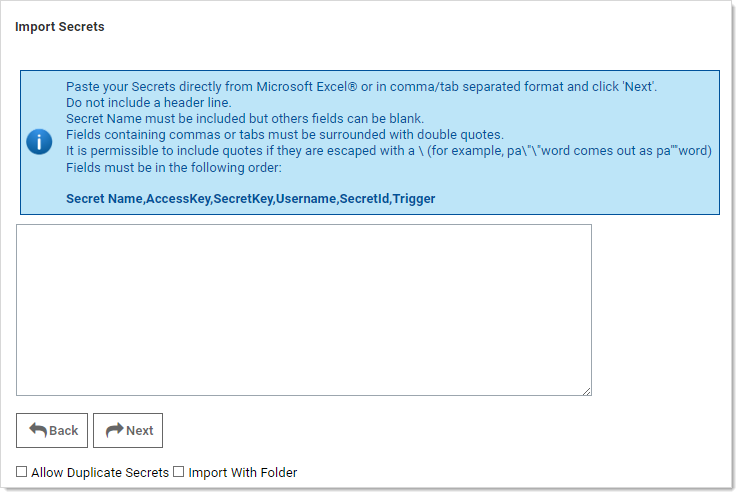 Import Secrets
Paste your Secrets directly from Microsoft Excel® or in comma/tab separated format and click 'Next'.
Do not include a header line.
Secret Name must be included but others fields can be blank.
Fields containing commas or tabs must be surrounded with double quotes.
It is permissible to include quotes if they are escaped with a \ (for example, pa\"\"word comes out as pa""word)
Fields must be in the following order:
Secret Name,AccessKey,SecretKey,Username,SecretId,Trigger
Back Next
Allow Duplicate Secrets Import With Folder